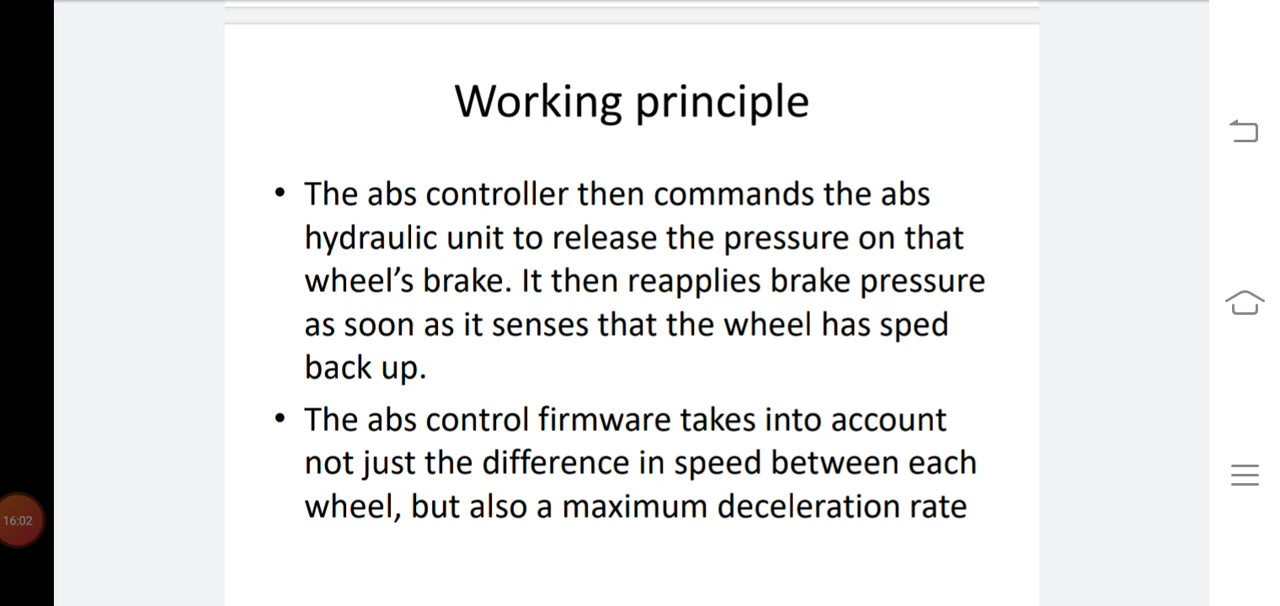 Working principle
• The abs controller then commands the abs
hydraulic unit to release the pressure on that
wheel’s brake. It then reapplies brake pressure
as soon as it senses that the wheel has sped
back up.
• The abs control firmware takes into account
not just the difference in speed between each
wheel, but also a maximum deceleration rate
16:02